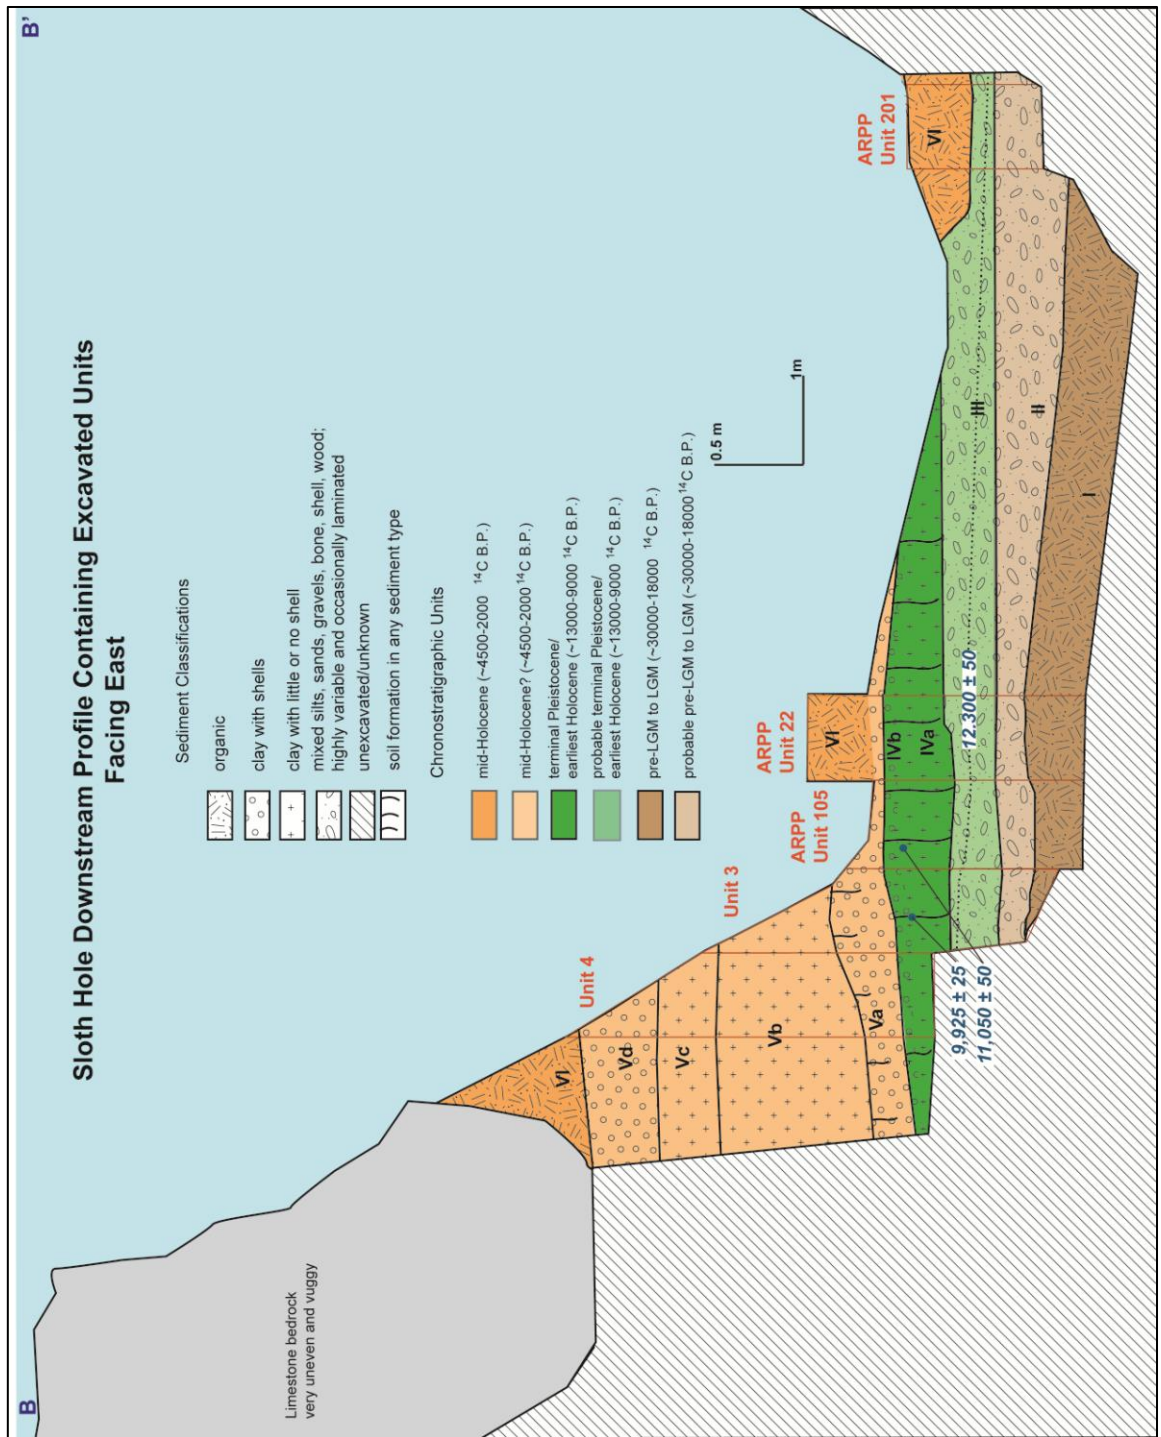 B
B'
Sloth Hole Downstream Profile Containing Excavated Units
Facing East
Sediment Classifications
organic
clay with shells
clay with little or no shell
mixed silts, sands, gravels, bone, shell, wood;
highly variable and occasionally laminated
unexcavated/unknown
soil formation in any sediment type
Chronostratigraphic Units
mid-Holocene (~4500-2000 ¹⁴C B.P.)
mid-Holocene? (~4500-2000 ¹⁴C B.P.)
terminal Pleistocene/
earliest Holocene (~13000-9000 ¹⁴C B.P.)
probable terminal Pleistocene/
earliest Holocene (~13000-9000 ¹⁴C B.P.)
pre-LGM to LGM (~30000-18000 ¹⁴C B.P.)
probable pre-LGM to LGM (~30000-18000 ¹⁴C B.P.)
0.5 m
1m
Limestone bedrock
very uneven and vuggy
Unit 4
Unit 3
ARPP
Unit 105
ARPP
Unit 22
ARPP
Unit 201
VI
Vd
Vc
Vb
Va
VI
IVb
IVa
VI
III
II
I
9,925 ± 25
11,050 ± 50
12,300 ± 50